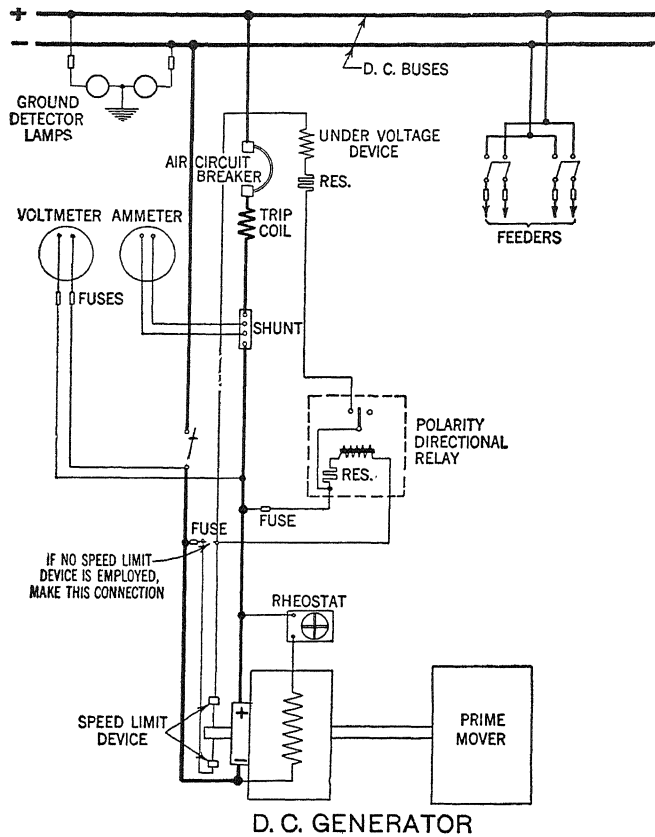 +
−
D. C. BUSES
GROUND
DETECTOR
LAMPS
AIR CIRCUIT
BREAKER
UNDER VOLTAGE
DEVICE
RES.
TRIP
COIL
VOLTMETER
AMMETER
FUSES
SHUNT
FEEDERS
POLARITY
DIRECTIONAL
RELAY
RES.
FUSE
FUSE
IF NO SPEED LIMIT
DEVICE IS EMPLOYED,
MAKE THIS CONNECTION
RHEOSTAT
SPEED LIMIT
DEVICE
+
−
PRIME
MOVER
D. C. GENERATOR